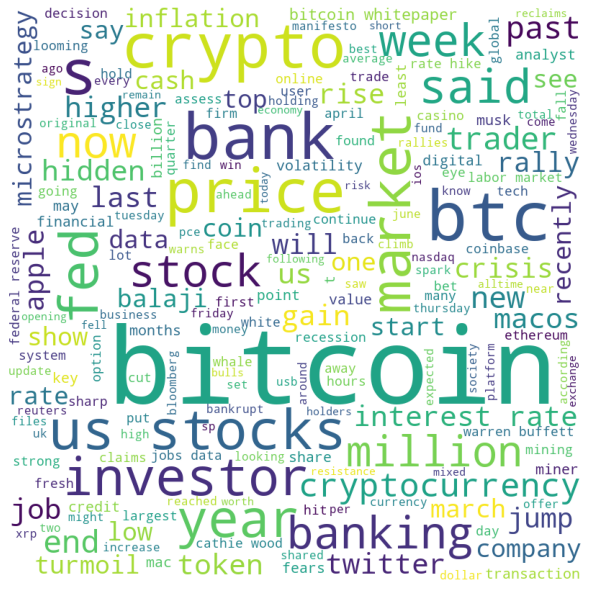 decision
inflation
bitcoin whitepaper
reclaims
looming
say
crypto
manifesto
short
week
global
past
microstrategy
ago
every
cash
online
best
average
rate hike
analyst
sign
hold
remain
economy
s
top
rise
user
trade
least
said
see
original
close
higher
assess
firm
holding
april
casino
musk
come
total
fall
wednesday
now
billion
quarter
bank
found
fund
rallies
trader
rally
hidden
find
win
volatility
digital
eye
labor market
going
price
today
ios
market
btc
know
tech
may
last
ahead
risk
continue
june
financial
tuesday
pce
trading
climb
nasdaq
coinbase
recently
federal reserve
apple
fed
data
coin
will
back
one
spark
alltime
near
lot
warns
face
following
t
saw
crisis
stock
us
bet
many
opening
balaji
first
point
value
new
show
fell
business
friday
white
gain
start
thursday
macos
months
money
system
option
whale
bulls
away
hours
recession
key
cut
set
usb
expected
society
platform
ethereum
according
exchange
update
rate
bloomberg
bitcoin
reuters
sharp
bankrupt
around
holders
files
put
sp
interest rate
uk
us stocks
million
warren buffett
strong
high
claims
jobs data
looking
share
mining
fresh
investor
resistance
mixed
miner
job
credit
reached
worth
cryptocurrency
xrp
two
might
largest
year
currency
offer
end
low
cathie wood
banking
hit
per
march
day
jump
increase
shared
company
turmoil
mac
token
fears
twitter
dollar
transaction